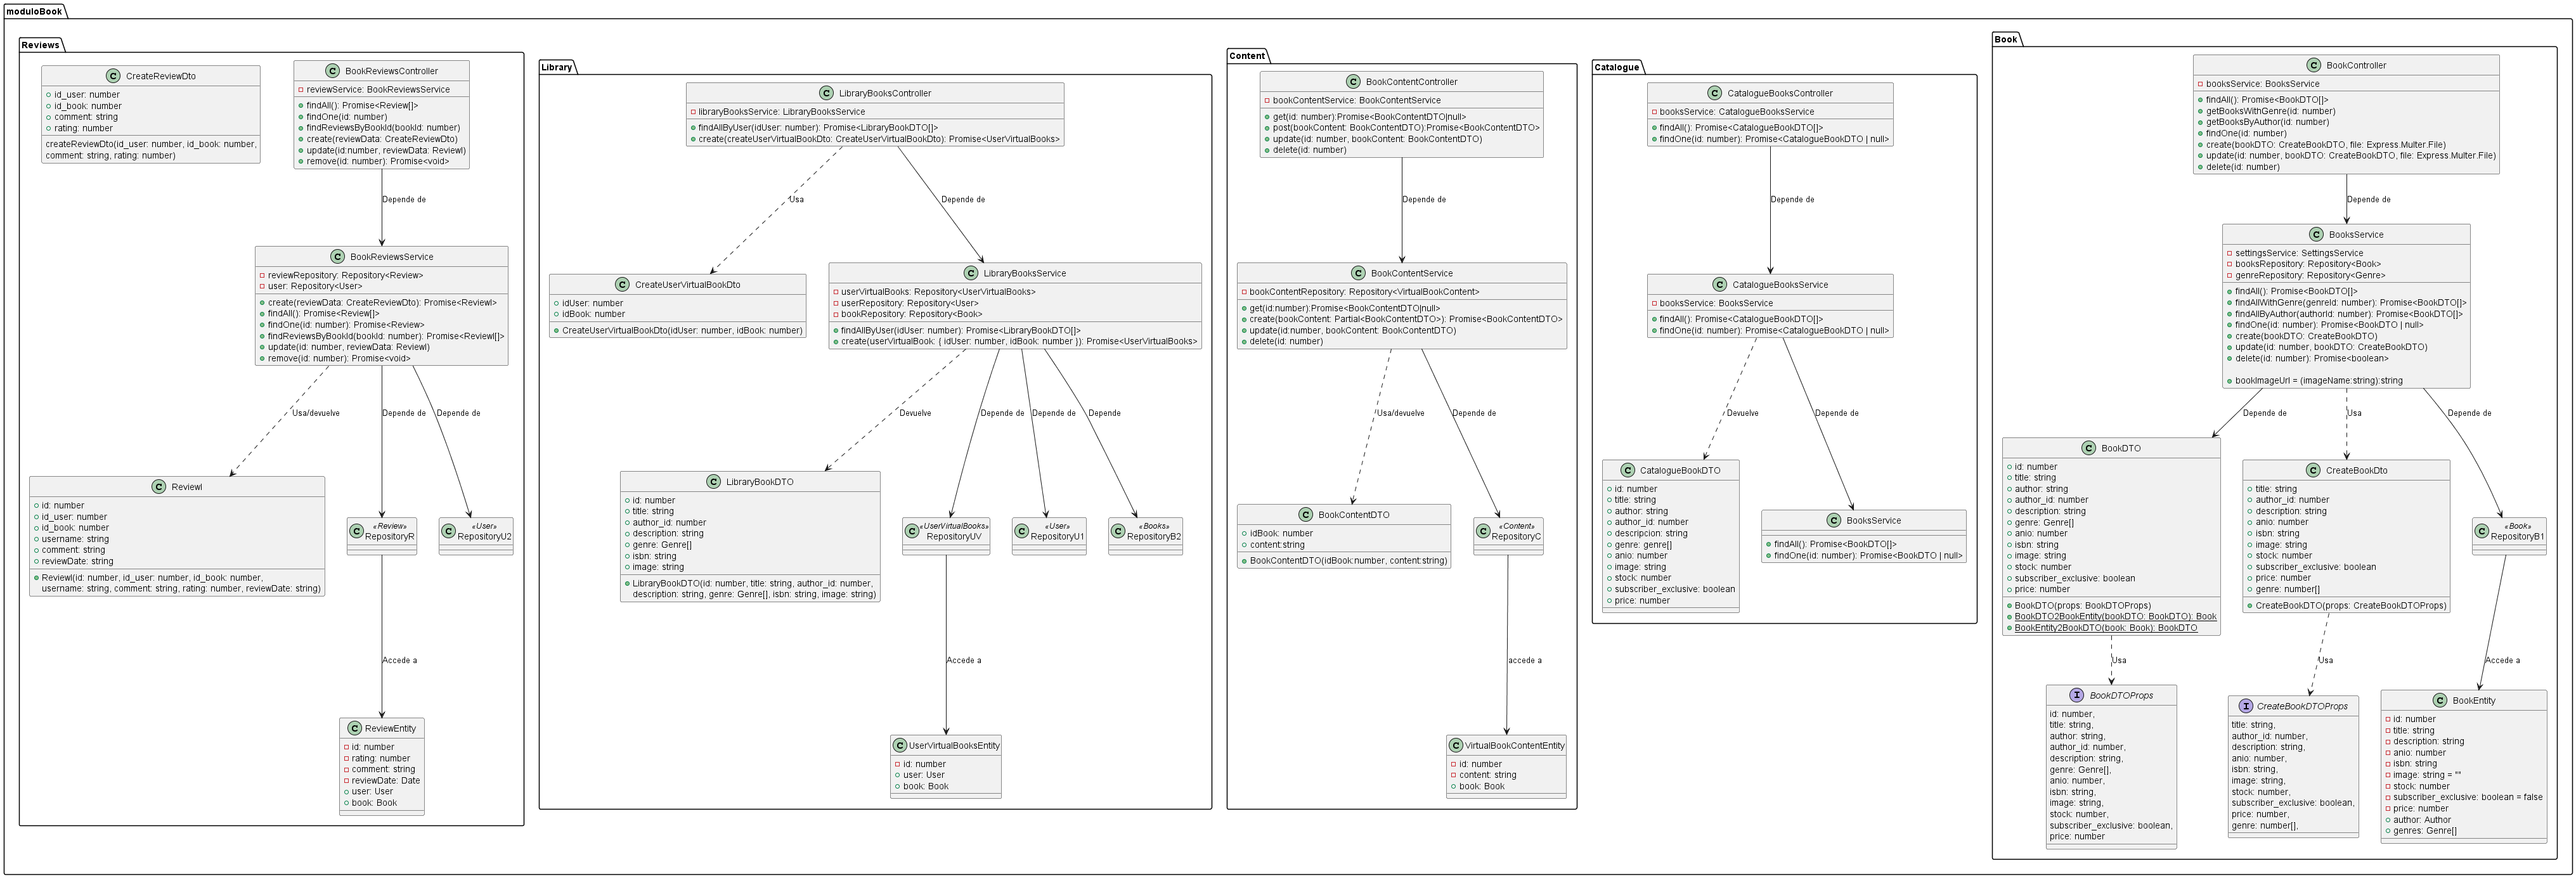 moduloBook
Reviews
CreateReviewDto
id_user: number
id_book: number
comment: string
rating: number
createReviewDto(id_user: number, id_book: number,
comment: string, rating: number)
BookReviewsController
reviewService: BookReviewsService
findAll(): Promise<Review[]>
findOne(id: number)
findReviewsByBookId(bookId: number)
create(reviewData: CreateReviewDto)
update(id:number, reviewData: ReviewI)
remove(id: number): Promise<void>
Depende de
BookReviewsService
reviewRepository: Repository<Review>
user: Repository<User>
create(reviewData: CreateReviewDto): Promise<ReviewI>
findAll(): Promise<Review[]>
findOne(id: number): Promise<Review>
findReviewsByBookId(bookId: number): Promise<ReviewI[]>
update(id: number, reviewData: ReviewI)
remove(id: number): Promise<void>
Usa/devuelve
Depende de
Depende de
ReviewI
id: number
id_user: number
id_book: number
username: string
comment: string
reviewDate: string
ReviewI(id: number, id_user: number, id_book: number,
username: string, comment: string, rating: number, reviewDate: string)
«Review»
RepositoryR
«User»
RepositoryU2
Accede a
ReviewEntity
id: number
rating: number
comment: string
reviewDate: Date
user: User
book: Book
Library
LibraryBooksController
libraryBooksService: LibraryBooksService
findAllByUser(idUser: number): Promise<LibraryBookDTO[]>
create(createUserVirtualBookDto: CreateUserVirtualBookDto): Promise<UserVirtualBooks>
Usa
Depende de
CreateUserVirtualBookDto
idUser: number
idBook: number
CreateUserVirtualBookDto(idUser: number, idBook: number)
LibraryBooksService
userVirtualBooks: Repository<UserVirtualBooks>
userRepository: Repository<User>
bookRepository: Repository<Book>
findAllByUser(idUser: number): Promise<LibraryBookDTO[]>
create(userVirtualBook: { idUser: number, idBook: number }): Promise<UserVirtualBooks>
Devuelve
Depende de
Depende de
Depende
LibraryBookDTO
id: number
title: string
author_id: number
description: string
genre: Genre[]
isbn: string
image: string
LibraryBookDTO(id: number, title: string, author_id: number,
description: string, genre: Genre[], isbn: string, image: string)
«UserVirtualBooks»
RepositoryUV
«User»
RepositoryU1
«Books»
RepositoryB2
Accede a
UserVirtualBooksEntity
id: number
user: User
book: Book
Content
BookContentController
bookContentService: BookContentService
get(id: number):Promise<BookContentDTO|null>
post(bookContent: BookContentDTO):Promise<BookContentDTO>
update(id: number, bookContent: BookContentDTO)
delete(id: number)
Depende de
BookContentService
bookContentRepository: Repository<VirtualBookContent>
get(id:number):Promise<BookContentDTO|null>
create(bookContent: Partial<BookContentDTO>): Promise<BookContentDTO>
update(id:number, bookContent: BookContentDTO)
delete(id: number)
Usa/devuelve
Depende de
BookContentDTO
idBook: number
content:string
BookContentDTO(idBook:number, content:string)
«Content»
RepositoryC
accede a
VirtualBookContentEntity
id: number
content: string
book: Book
Catalogue
CatalogueBooksController
booksService: CatalogueBooksService
findAll(): Promise<CatalogueBookDTO[]>
findOne(id: number): Promise<CatalogueBookDTO | null>
Depende de
CatalogueBooksService
booksService: BooksService
findAll(): Promise<CatalogueBookDTO[]>
findOne(id: number): Promise<CatalogueBookDTO | null>
Devuelve
Depende de
CatalogueBookDTO
id: number
title: string
author: string
author_id: number
descripcion: string
genre: genre[]
anio: number
image: string
stock: number
subscriber_exclusive: boolean
price: number
BooksService
findAll(): Promise<BookDTO[]>
findOne(id: number): Promise<BookDTO | null>
Book
BookController
booksService: BooksService
findAll(): Promise<BookDTO[]>
getBooksWithGenre(id: number)
getBooksByAuthor(id: number)
findOne(id: number)
create(bookDTO: CreateBookDTO, file: Express.Multer.File)
update(id: number, bookDTO: CreateBookDTO, file: Express.Multer.File)
delete(id: number)
Depende de
BooksService
settingsService: SettingsService
booksRepository: Repository<Book>
genreRepository: Repository<Genre>
findAll(): Promise<BookDTO[]>
findAllWithGenre(genreId: number): Promise<BookDTO[]>
findAllByAuthor(authorId: number): Promise<BookDTO[]>
findOne(id: number): Promise<BookDTO | null>
create(bookDTO: CreateBookDTO)
update(id: number, bookDTO: CreateBookDTO)
delete(id: number): Promise<boolean>
bookImageUrl = (imageName:string):string
Depende de
Usa
Depende de
BookDTO
id: number
title: string
author: string
author_id: number
description: string
genre: Genre[]
anio: number
isbn: string
image: string
stock: number
subscriber_exclusive: boolean
price: number
BookDTO(props: BookDTOProps)
BookDTO2BookEntity(bookDTO: BookDTO): Book
BookEntity2BookDTO(book: Book): BookDTO
CreateBookDto
title: string
author_id: number
description: string
anio: number
isbn: string
image: string
stock: number
subscriber_exclusive: boolean
price: number
genre: number[]
CreateBookDTO(props: CreateBookDTOProps)
«Book»
RepositoryB1
Usa
Usa
Accede a
BookDTOProps
id: number,
title: string,
author: string,
author_id: number,
description: string,
genre: Genre[],
anio: number,
isbn: string,
image: string,
stock: number,
subscriber_exclusive: boolean,
price: number
CreateBookDTOProps
title: string,
author_id: number,
description: string,
anio: number,
isbn: string,
image: string,
stock: number,
subscriber_exclusive: boolean,
price: number,
genre: number[],
BookEntity
id: number
title: string
description: string
anio: number
isbn: string
image: string = ""
stock: number
subscriber_exclusive: boolean = false
price: number
author: Author
genres: Genre[]